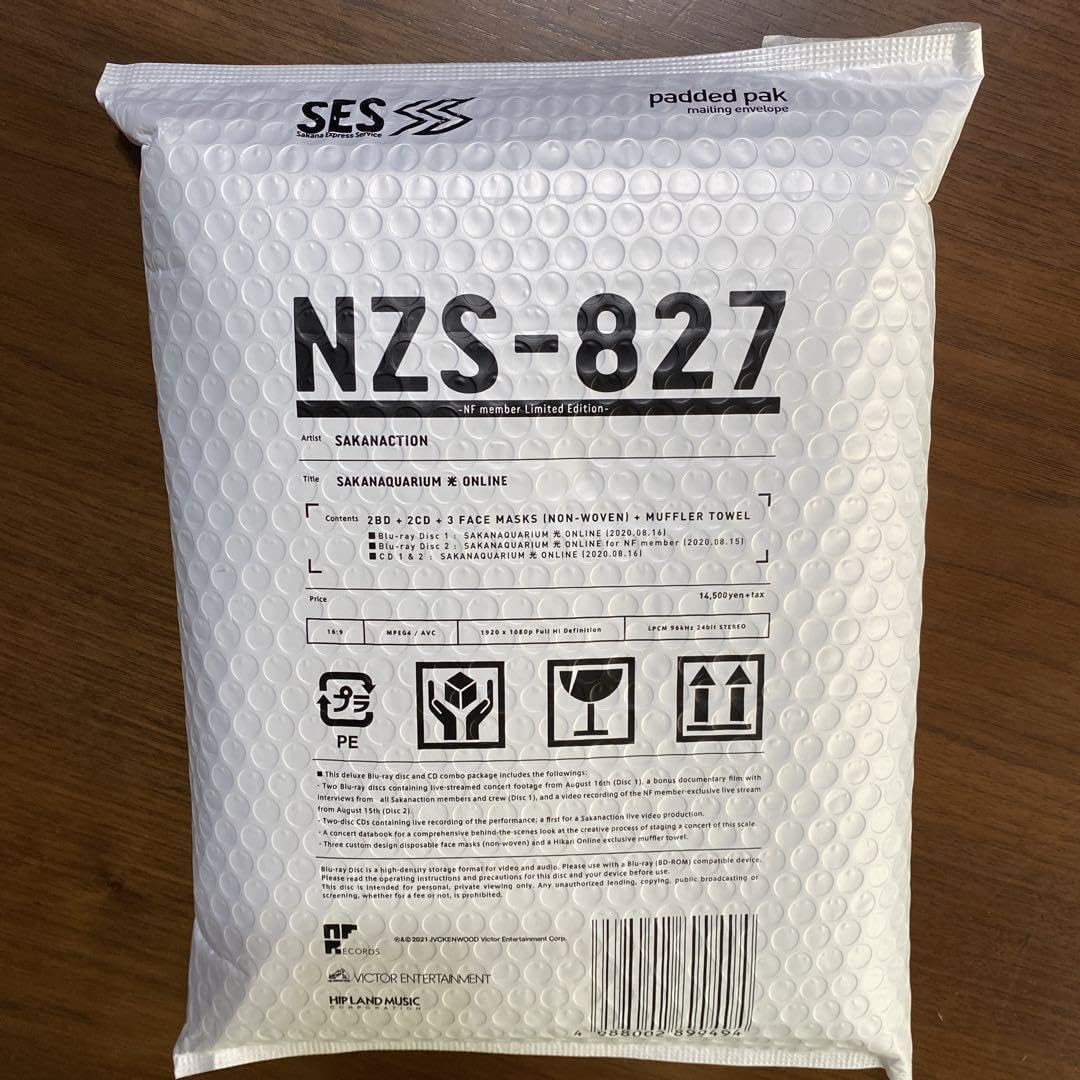 SES
Sakana Express Service
padded pak
mailing envelope
NZS-827
-NF member Limited Edition-
Artist SAKANACTION
Title SAKANAQUARIUM 光 ONLINE
Contents 2BD + 2CD + 3 FACE MASKS (NON-WOVEN) + MUFFLER TOWEL
■Blu-ray Disc 1 : SAKANAQUARIUM 光 ONLINE (2020.08.16)
■Blu-ray Disc 2 : SAKANAQUARIUM 光 ONLINE for NF member (2020.08.15)
■CD 1 & 2 : SAKANAQUARIUM 光 ONLINE (2020.08.16)
Price 14,500yen+tax
16:9 MPEG4 / AVC 1920 x 1080p Full Hi Definition LPCM 96kHz 24bit STEREO
プラ
PE
■ This deluxe Blu-ray disc and CD combo package includes the followings:
- Two Blu-ray discs containing live-streamed concert footage from August 16th (Disc 1), a bonus documentary film with
interviews from all Sakanaction members and crew (Disc 1), and a video recording of the NF member-exclusive live stream
from August 15th (Disc 2).
- Two-disc CDs containing live recording of the performance; a first for a Sakanaction live video production.
- A concert databook for a comprehensive behind-the-scenes look at the creative process of staging a concert of this scale.
- Three custom design disposable face masks (non-woven) and a Hikari Online exclusive muffler towel.
Blu-ray Disc is a high-density storage format for video and audio. Please use with a Blu-ray (BD-ROM) compatible device.
Please read the operating instructions and precautions for this disc and your device before use.
This disc is intended for personal, private viewing only. Any unauthorized lending, copying, public broadcasting or
screening, whether for a fee or not, is prohibited.
NF RECORDS
℗&© 2021 JVCKENWOOD Victor Entertainment Corp.
VICTOR ENTERTAINMENT
HIP LAND MUSIC
CORPORATION
4 988002 899494